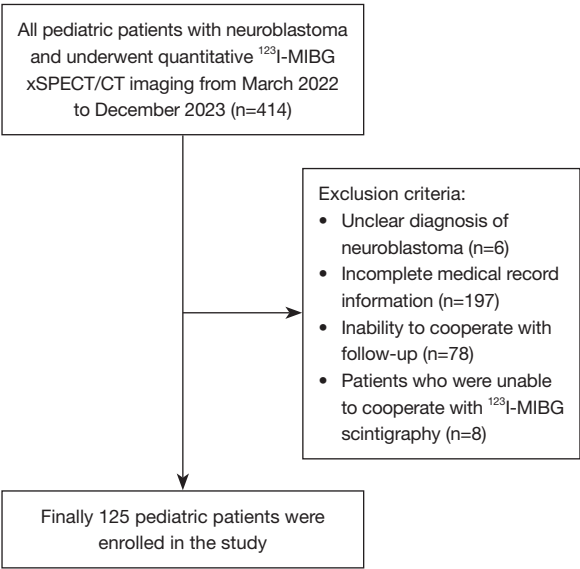 All pediatric patients with neuroblastoma
and underwent quantitative ¹²³I-MIBG
xSPECT/CT imaging from March 2022
to December 2023 (n=414)
Exclusion criteria:
• Unclear diagnosis of
neuroblastoma (n=6)
• Incomplete medical record
information (n=197)
• Inability to cooperate with
follow-up (n=78)
• Patients who were unable
to cooperate with ¹²³I-MIBG
scintigraphy (n=8)
Finally 125 pediatric patients were
enrolled in the study